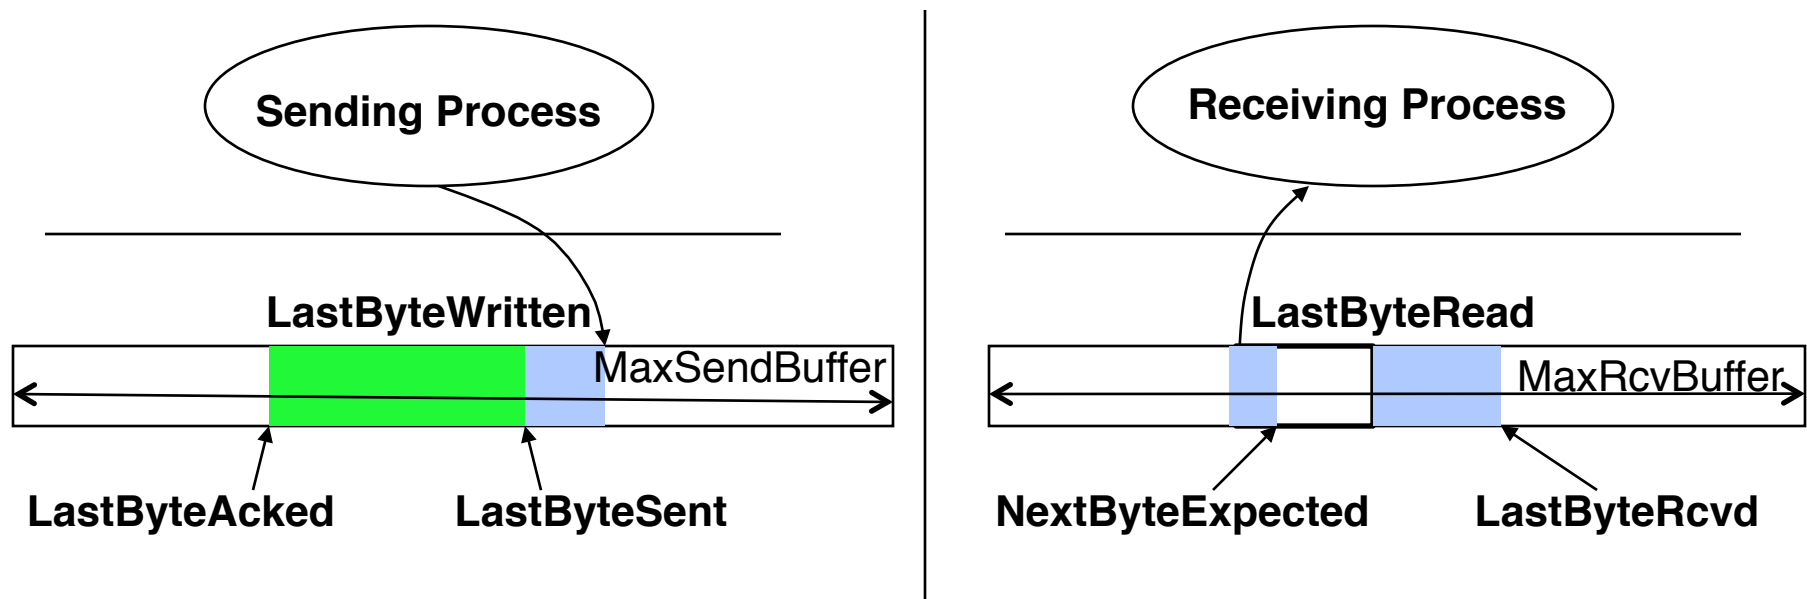 Sending Process
LastByteWritten
MaxSendBuffer
LastByteAcked
LastByteSent
Receiving Process
LastByteRead
MaxRcvBuffer
NextByteExpected
LastByteRcvd